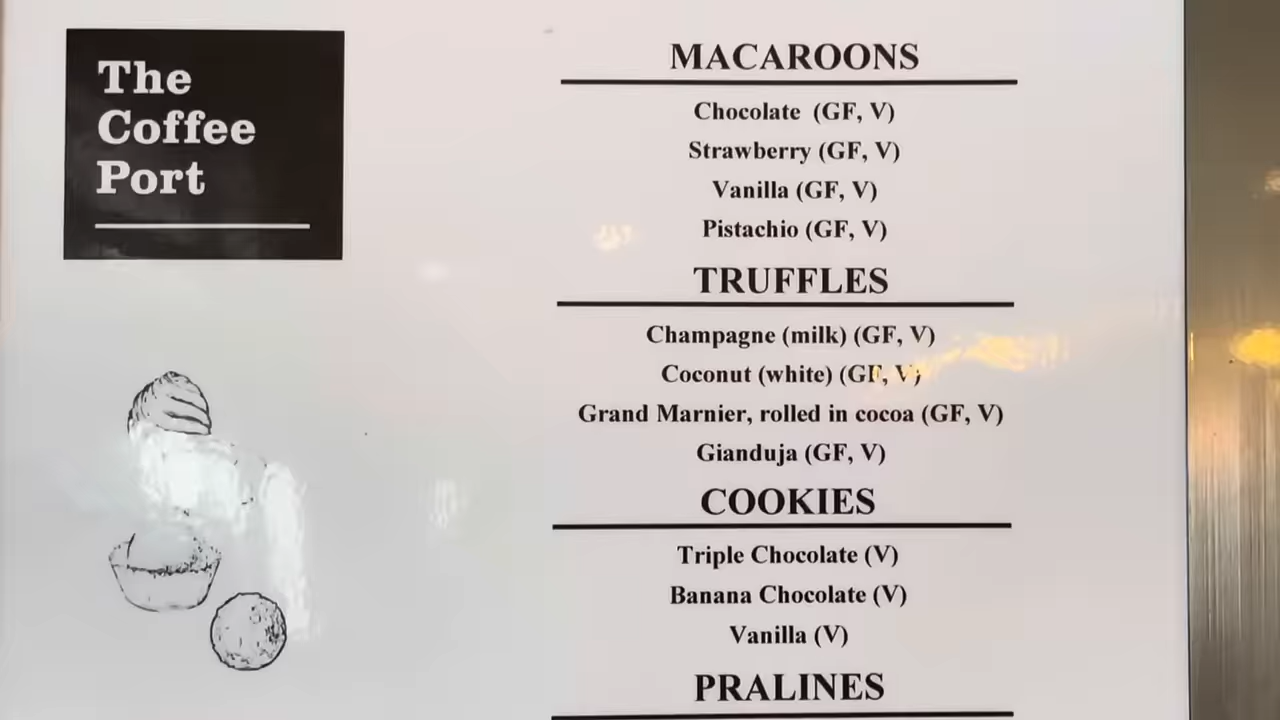 The
Coffee
Port
MACAROONS
Chocolate (GF, V)
Strawberry (GF, V)
Vanilla (GF, V)
Pistachio (GF, V)
TRUFFLES
Champagne (milk) (GF, V)
Coconut (white) (GF, V)
Grand Marnier, rolled in cocoa (GF, V)
Gianduja (GF, V)
COOKIES
Triple Chocolate (V)
Banana Chocolate (V)
Vanilla (V)
PRALINES